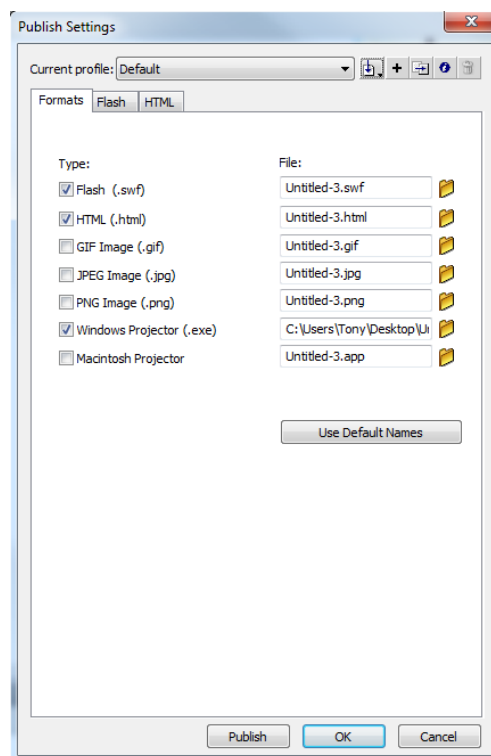 Publish Settings
Current profile: Default
Formats Flash HTML
Type: File:
Flash (.swf) Untitled-3.swf
HTML (.html) Untitled-3.html
GIF Image (.gif) Untitled-3.gif
JPEG Image (.jpg) Untitled-3.jpg
PNG Image (.png) Untitled-3.png
Windows Projector (.exe) C:\Users\Tony\Desktop\
Macintosh Projector Untitled-3.app
Use Default Names
Publish OK Cancel